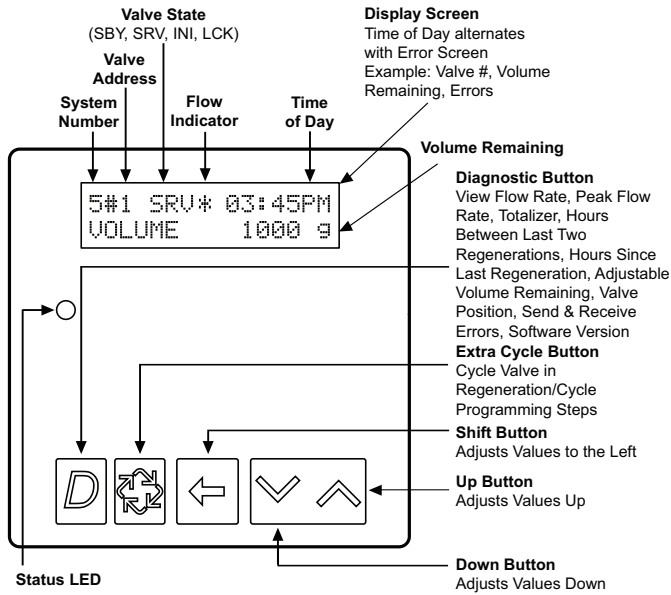 Valve State
(SBY, SRV, INI, LCK)
Valve
Address
System
Number
Flow
Indicator
Time
of Day
Display Screen
Time of Day alternates
with Error Screen
Example: Valve #, Volume
Remaining, Errors
Volume Remaining
5#1 SRV* 03:45PM
VOLUME 1000 g
Diagnostic Button
View Flow Rate, Peak Flow
Rate, Totalizer, Hours
Between Last Two
Regenerations, Hours Since
Last Regeneration, Adjustable
Volume Remaining, Valve
Position, Send & Receive
Errors, Software Version
Extra Cycle Button
Cycle Valve in
Regeneration/Cycle
Programming Steps
Shift Button
Adjusts Values to the Left
Up Button
Adjusts Values Up
D
Down Button
Adjusts Values Down
Status LED